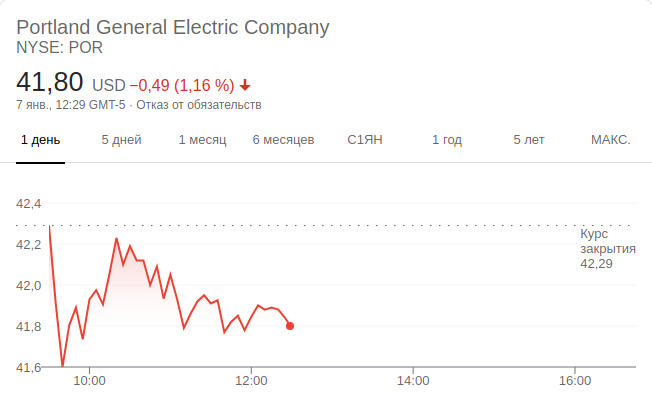 Portland General Electric Company
NYSE: POR
41,80 USD −0,49 (1,16 %)
7 янв., 12:29 GMT-5 · Отказ от обязательств
1 день 5 дней 1 месяц 6 месяцев С1ЯН 1 год 5 лет МАКС.
42,4
42,2
42,0
41,8
41,6
Курс
закрытия
42,29
10:00 12:00 14:00 16:00